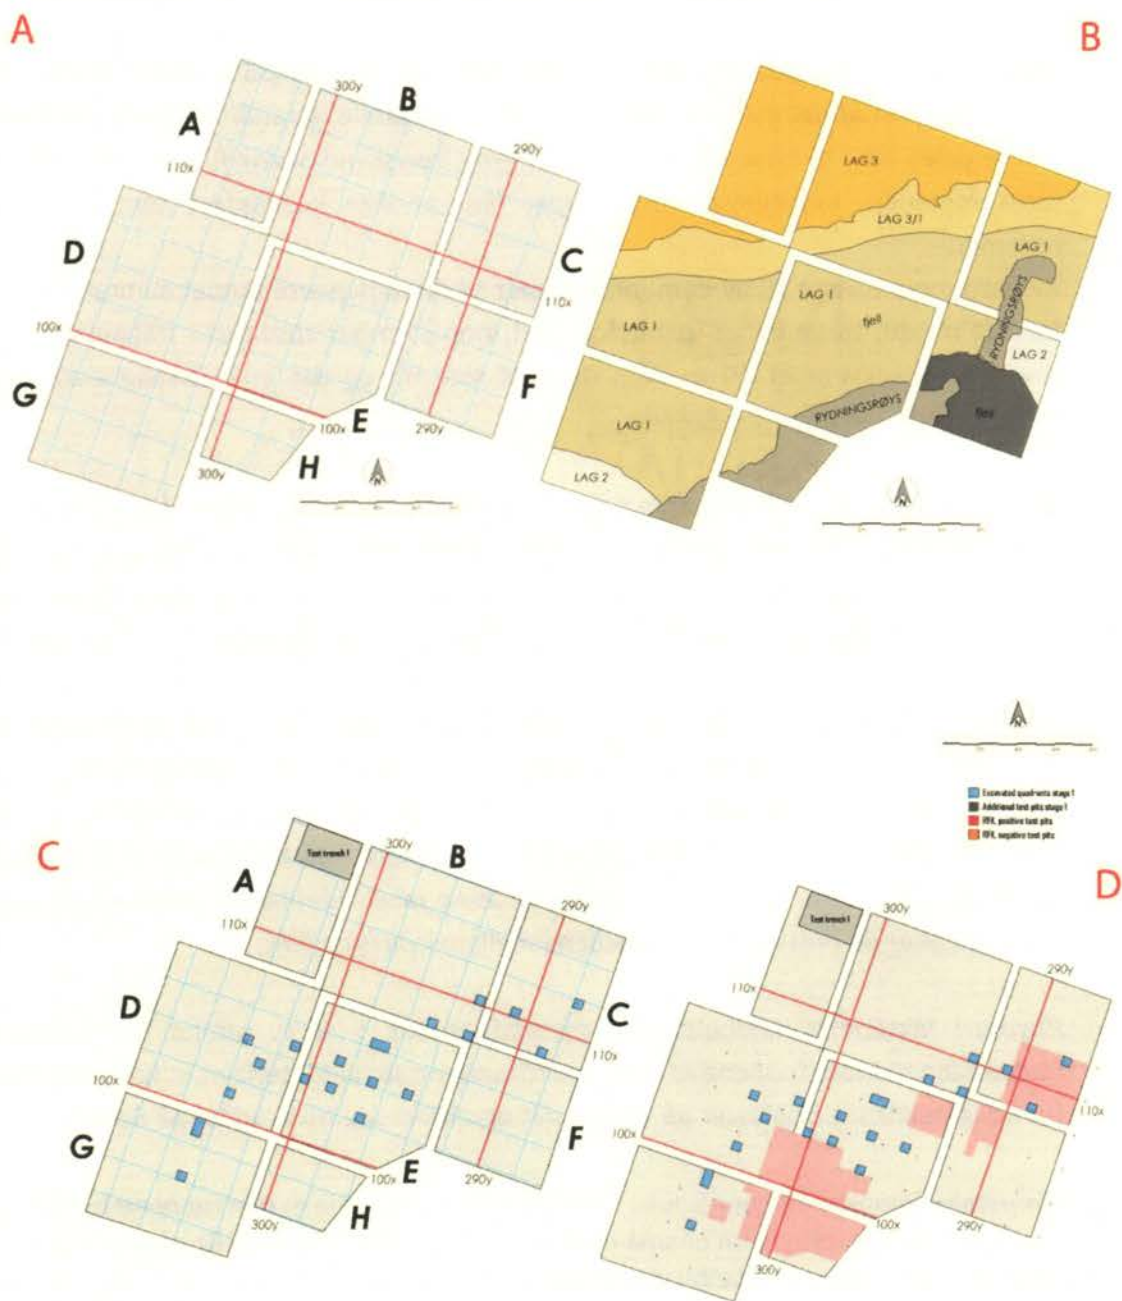 A
B
300y
B
A
290y
110x
D
C
110x
100x
G
F
100x
E
290y
300y
H
N
LAG 3
LAG 3/1
LAG 1
RYDNINGSRØYS
LAG 1
fjell
LAG 1
LAG 2
RYDNINGSRØYS
fjell
LAG 1
LAG 2
N
N
Excavated quadrants stage 1
Additional test pits stage 1
RFK. positive test pits
RFK. negative test pits
C
D
Test trench 1
300y
B
A
290y
110x
D
C
110x
100x
G
F
100x
E
290y
300y
H
Test trench 1
300y
290y
110x
110x
100x
100x
290y
300y